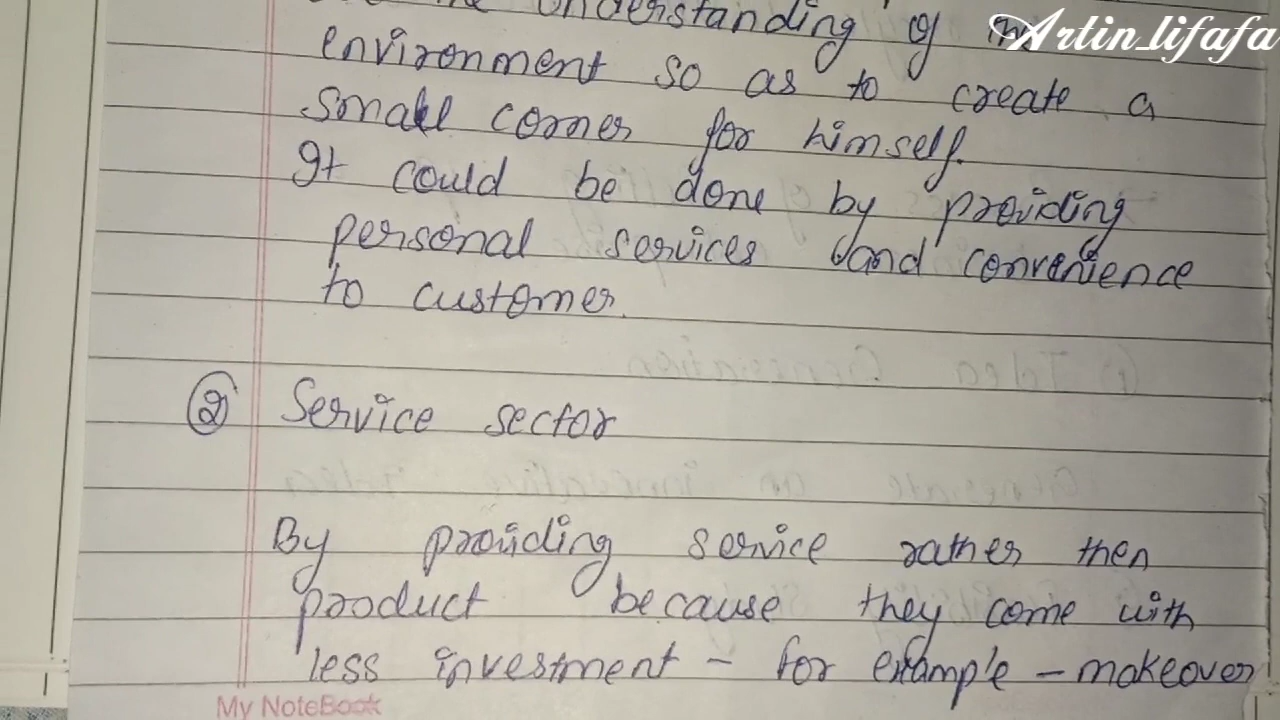 Understanding of the
Artin_lifafa
environment so as to create a
small corner for himself.
It could be done by providing
personal services and convenience
to customer.
② Service sector
By providing service rather then
product because they come with
less investment - for example - makeover
My NoteBook